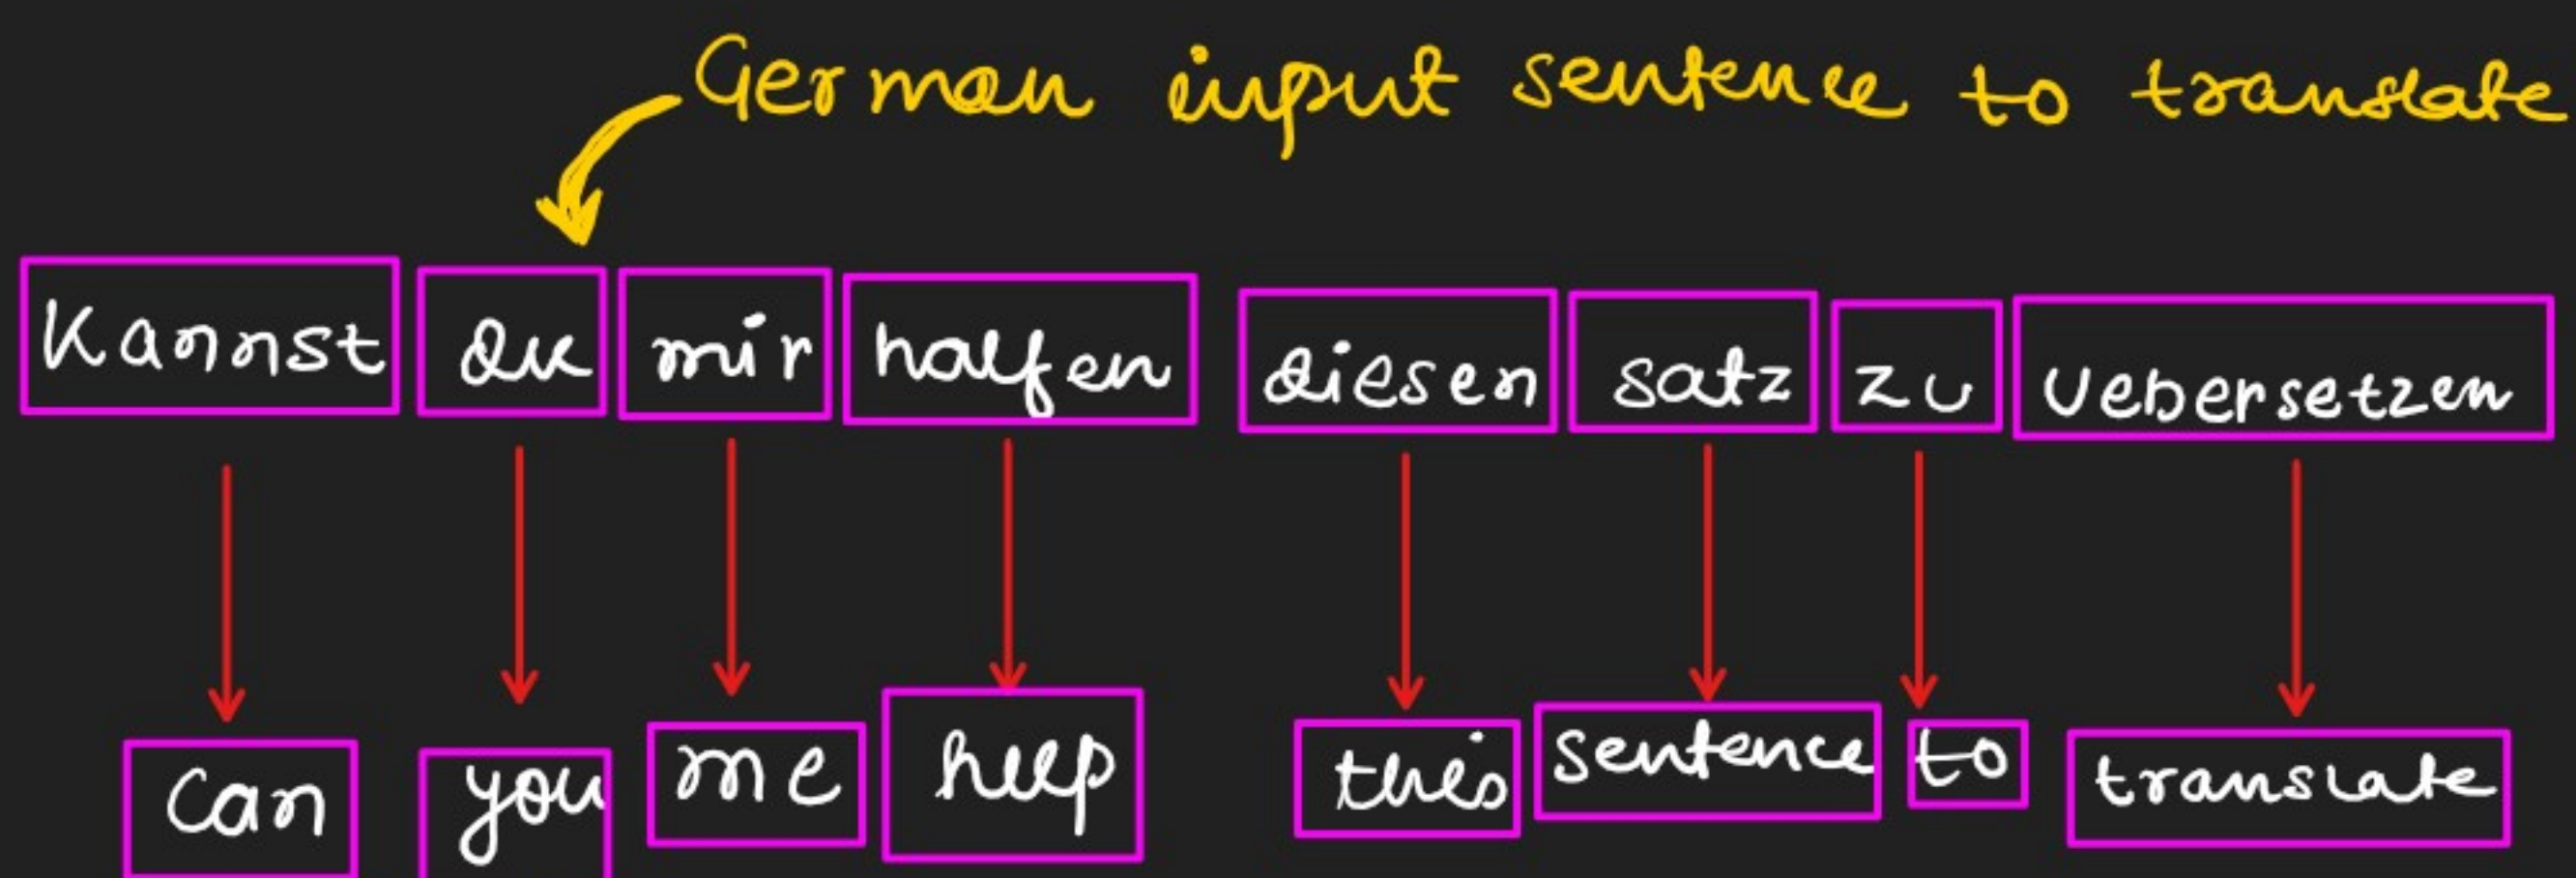 German input sentence to translate
Kannst du mir halfen diesen satz zu Uebersetzen
Can you me help this sentence to translate